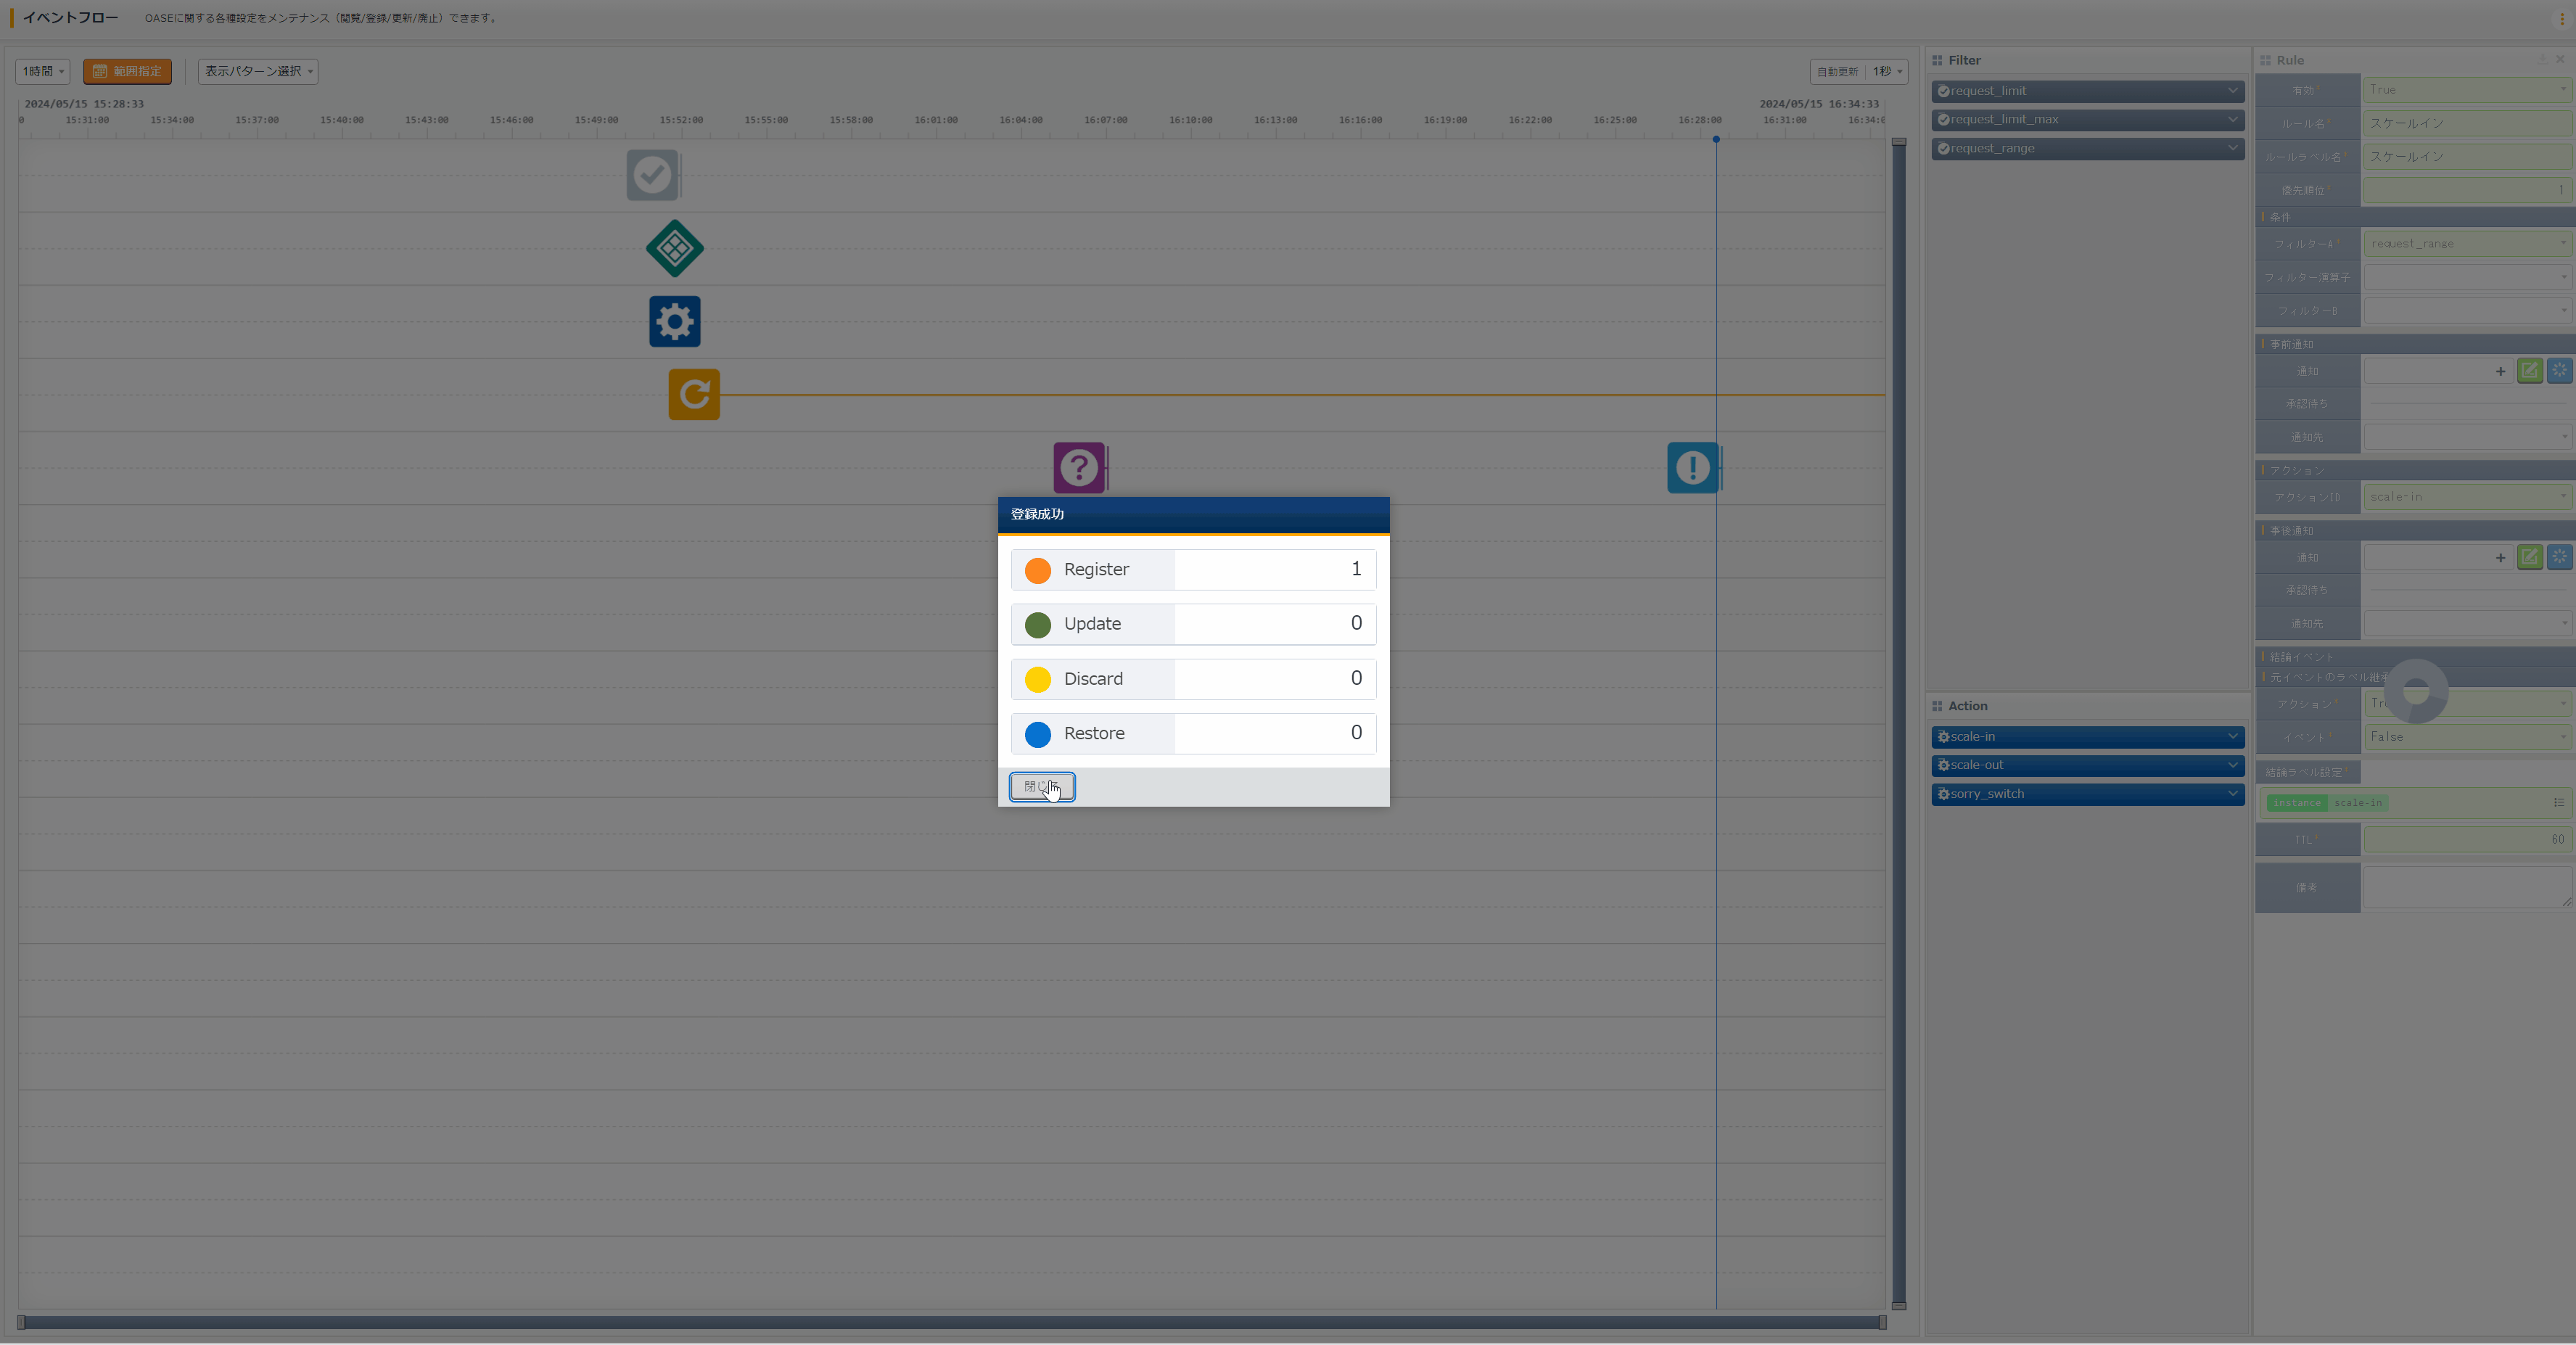 イベントフロー OASEに関する各種設定をメンテナンス（閲覧/登録/更新/廃止）できます。
1時間 範囲指定 表示パターン選択 自動更新 1秒
2024/05/15 15:28:33 2024/05/15 16:34:33
0 15:31:00 15:34:00 15:37:00 15:40:00 15:43:00 15:46:00 15:49:00 15:52:00 15:55:00 15:58:00 16:01:00 16:04:00 16:07:00 16:10:00 16:13:00 16:16:00 16:19:00 16:22:00 16:25:00 16:28:00 16:31:00 16:34:0
登録成功
Register 1
Update 0
Discard 0
Restore 0
閉じ
Filter
request_limit
request_limit_max
request_range
Action
scale-in
scale-out
sorry_switch
Rule
有効* True
ルール名* スケールイン
ルールラベル名* スケールイン
優先順位* 1
条件
フィルターA* request_range
フィルター演算子
フィルターB
事前通知
通知
承認待ち
通知先
アクション
アクションID scale-in
事後通知
通知
承認待ち
通知先
結論イベント
元イベントのラベル継承
アクション* Tr
イベント* False
結論ラベル設定*
instance scale-in
TTL* 60
備考